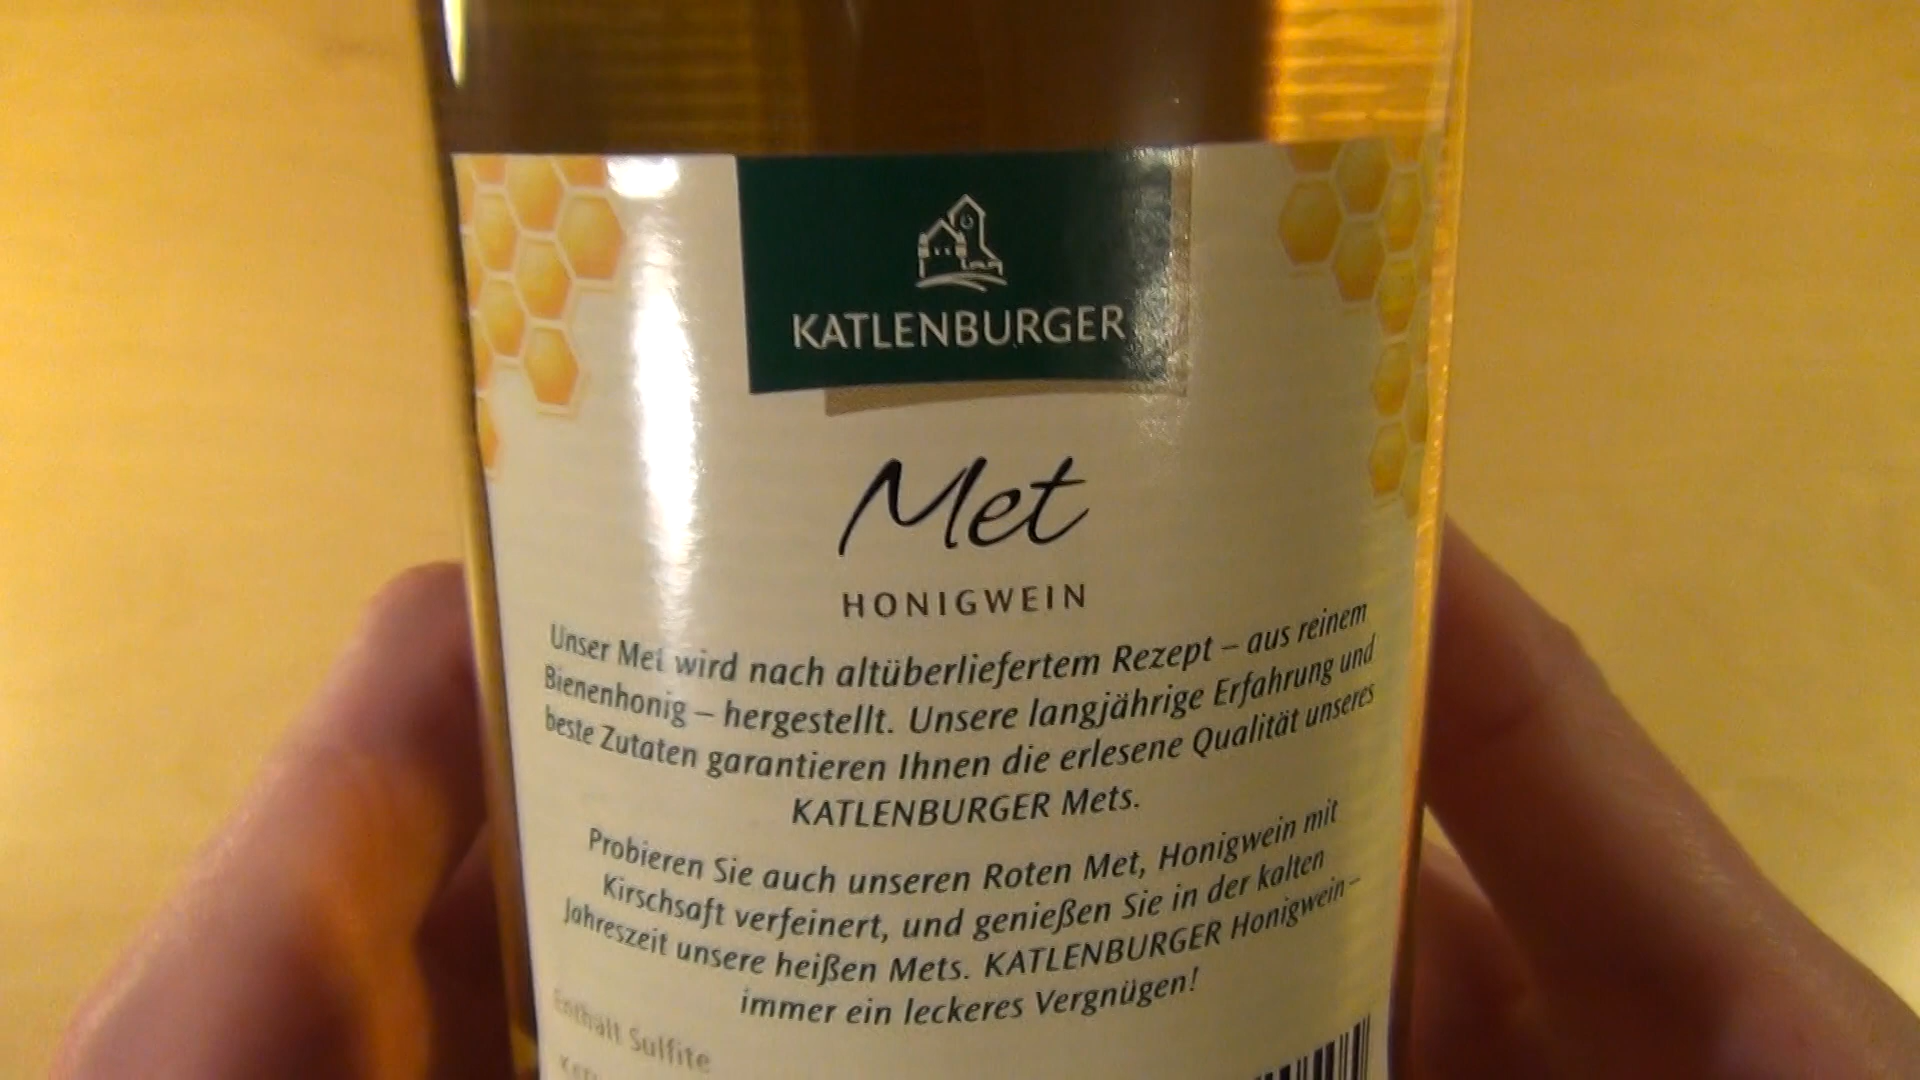 KATLENBURGER
Met
HONIGWEIN
Unser Met wird nach altüberliefertem Rezept – aus reinem
Bienenhonig – hergestellt. Unsere langjährige Erfahrung und
beste Zutaten garantieren Ihnen die erlesene Qualität unseres
KATLENBURGER Mets.
Probieren Sie auch unseren Roten Met, Honigwein mit
Kirschsaft verfeinert, und genießen Sie in der kalten
Jahreszeit unsere heißen Mets. KATLENBURGER Honigwein –
immer ein leckeres Vergnügen!
Enthält Sulfite